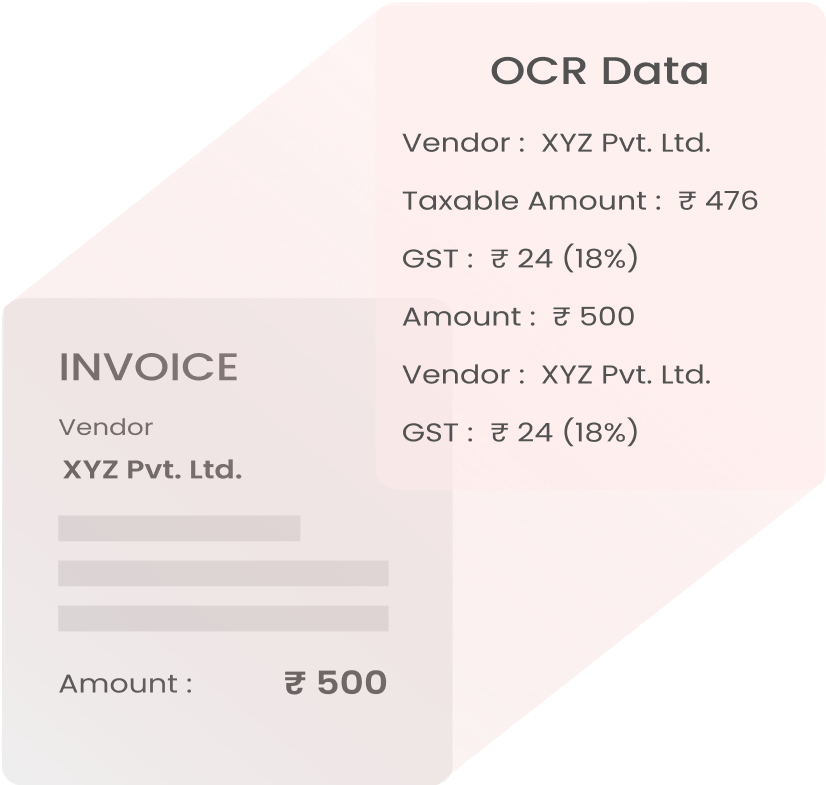 OCR Data
Vendor : XYZ Pvt. Ltd.
Taxable Amount : ₹ 476
GST : ₹ 24 (18%)
Amount : ₹ 500
Vendor : XYZ Pvt. Ltd.
GST : ₹ 24 (18%)
INVOICE
Vendor
XYZ Pvt. Ltd.
Amount : ₹ 500